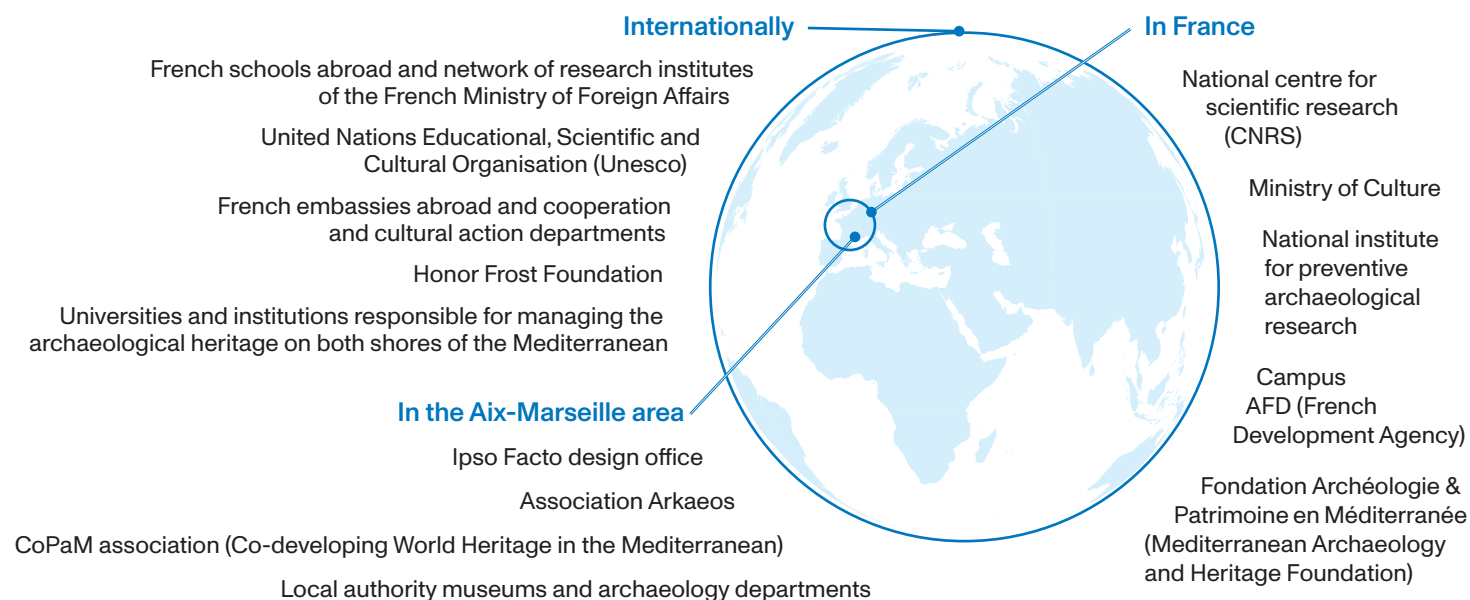 Internationally
French schools abroad and network of research institutes
of the French Ministry of Foreign Affairs
United Nations Educational, Scientific and
Cultural Organisation (Unesco)
French embassies abroad and cooperation
and cultural action departments
Honor Frost Foundation
Universities and institutions responsible for managing the
archaeological heritage on both shores of the Mediterranean
In the Aix-Marseille area
Ipso Facto design office
Association Arkaeos
CoPaM association (Co-developing World Heritage in the Mediterranean)
Local authority museums and archaeology departments
In France
National centre for
scientific research
(CNRS)
Ministry of Culture
National institute
for preventive
archaeological
research
Campus
AFD (French
Development Agency)
Fondation Archéologie &
Patrimoine en Méditerranée
(Mediterranean Archaeology
and Heritage Foundation)